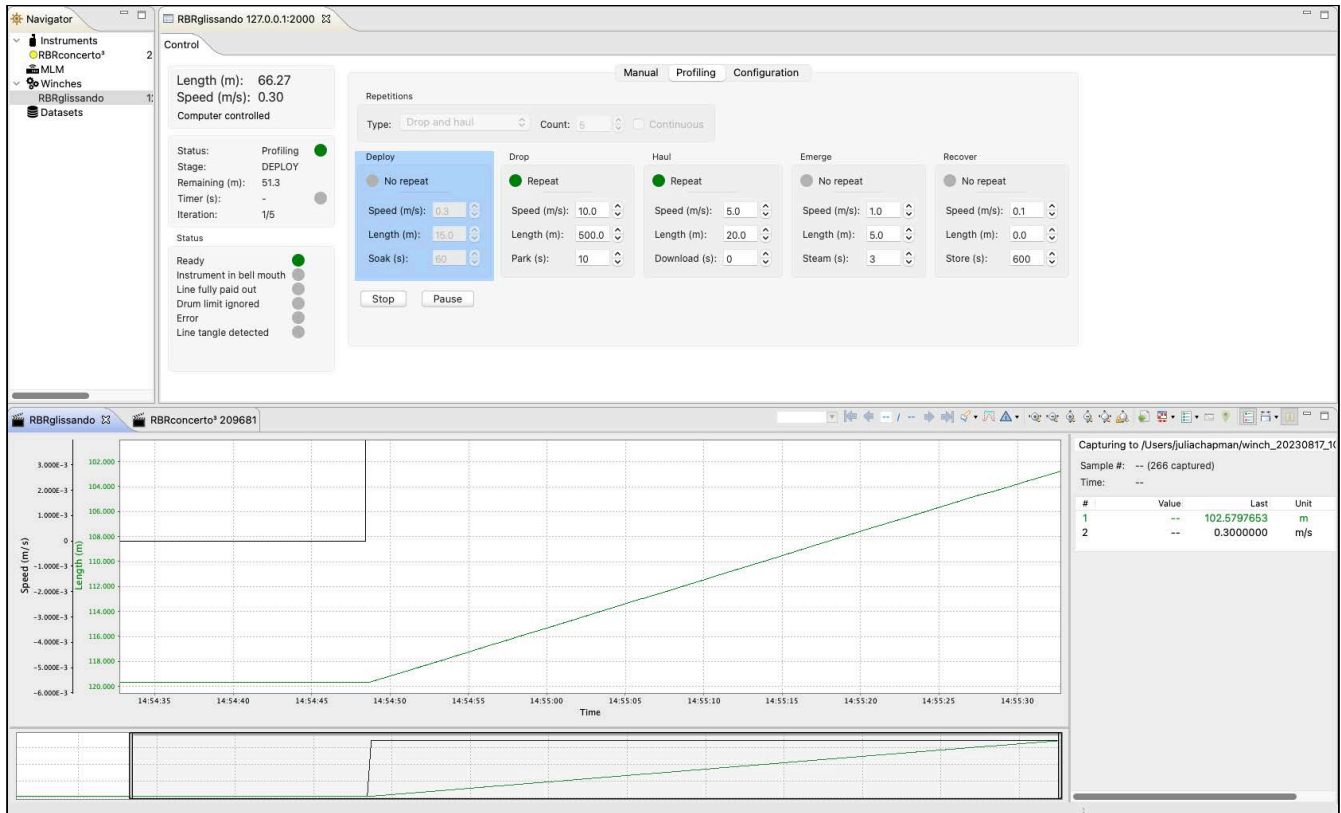 Navigator
Instruments
RBRconcerto³ 2
MLM
Winches
RBRglissando 1
Datasets
RBRglissando 127.0.0.1:2000
Control
Length (m): 66.27
Speed (m/s): 0.30
Computer controlled
Status: Profiling
Stage: DEPLOY
Remaining (m): 51.3
Timer (s): -
Iteration: 1/5
Status
Ready
Instrument in bell mouth
Line fully paid out
Drum limit ignored
Error
Line tangle detected
Manual Profiling Configuration
Repetitions
Type: Drop and haul Count: 5 Continuous
Deploy
No repeat
Speed (m/s): 0.3
Length (m): 15.0
Soak (s): 60
Drop
Repeat
Speed (m/s): 10.0
Length (m): 500.0
Park (s): 10
Haul
Repeat
Speed (m/s): 5.0
Length (m): 20.0
Download (s): 0
Emerge
No repeat
Speed (m/s): 1.0
Length (m): 5.0
Steam (s): 3
Recover
No repeat
Speed (m/s): 0.1
Length (m): 0.0
Store (s): 600
Stop Pause
RBRglissando RBRconcerto³ 209681
-- / --
Speed (m/s)
3.000E-3
2.000E-3
1.000E-3
0
-1.000E-3
-2.000E-3
-3.000E-3
-4.000E-3
-5.000E-3
-6.000E-3
Length (m)
102.000
104.000
106.000
108.000
110.000
112.000
114.000
116.000
118.000
120.000
14:54:35 14:54:40 14:54:45 14:54:50 14:54:55 14:55:00 14:55:05 14:55:10 14:55:15 14:55:20 14:55:25 14:55:30
Time
Capturing to /Users/juliachapman/winch_20230817_1
Sample #: -- (266 captured)
Time: --
# Value Last Unit
1 -- 102.5797653 m
2 -- 0.3000000 m/s